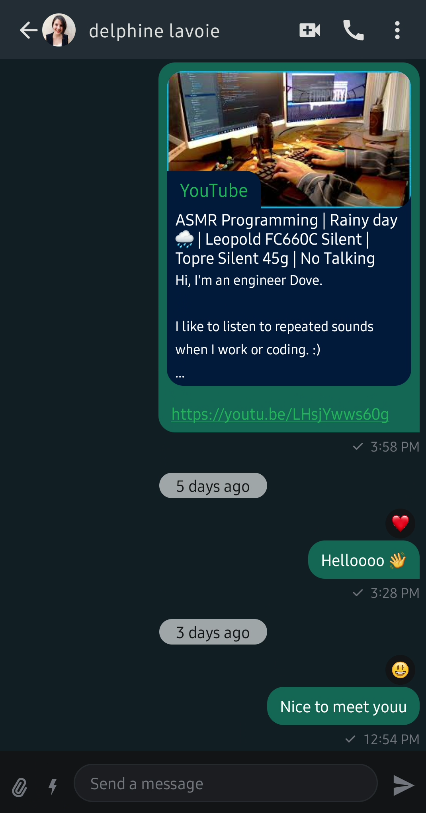 delphine lavoie
YouTube
ASMR Programming | Rainy day
🌧 | Leopold FC660C Silent |
Topre Silent 45g | No Talking
Hi, I'm an engineer Dove.
I like to listen to repeated sounds
when I work or coding. :)
...
https://youtu.be/LHsjYwws60g
3:58 PM
5 days ago
Helloooo 👋
3:28 PM
3 days ago
Nice to meet youu
12:54 PM
Send a message